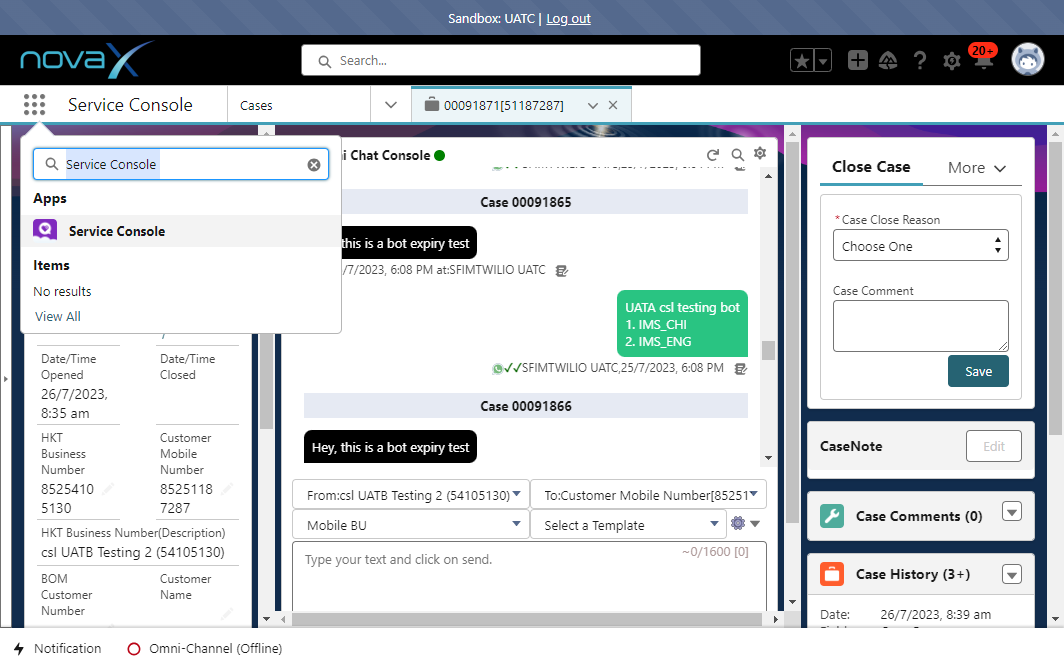 Sandbox: UATC | Log out
novaX
Search...
20+
Service Console
Cases
00091871[51187287]
Service Console
Apps
Service Console
Items
No results
View All
Date/Time Opened
26/7/2023, 8:35 am
Date/Time Closed
HKT Business Number
8525410 5130
Customer Mobile Number
8525118 7287
HKT Business Number(Description)
csl UATB Testing 2 (54105130)
BOM Customer Number
Customer Name
i Chat Console
Case 00091865
this is a bot expiry test
/7/2023, 6:08 PM at:SFIMTWILIO UATC
UATA csl testing bot
1. IMS_CHI
2. IMS_ENG
✓✓SFIMTWILIO UATC,25/7/2023, 6:08 PM
Case 00091866
Hey, this is a bot expiry test
From:csl UATB Testing 2 (54105130)
To:Customer Mobile Number[85251
Mobile BU
Select a Template
Type your text and click on send.
~0/1600 [0]
Close Case
More
*Case Close Reason
Choose One
Case Comment
Save
CaseNote
Edit
Case Comments (0)
Case History (3+)
Date:
26/7/2023, 8:39 am
Notification
Omni-Channel (Offline)